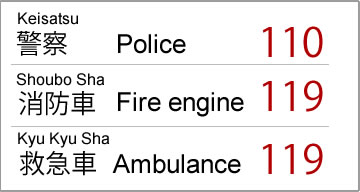 Keisatsu
警察 Police 110
Shoubo Sha
消防車 Fire engine 119
Kyu Kyu Sha
救急車 Ambulance 119